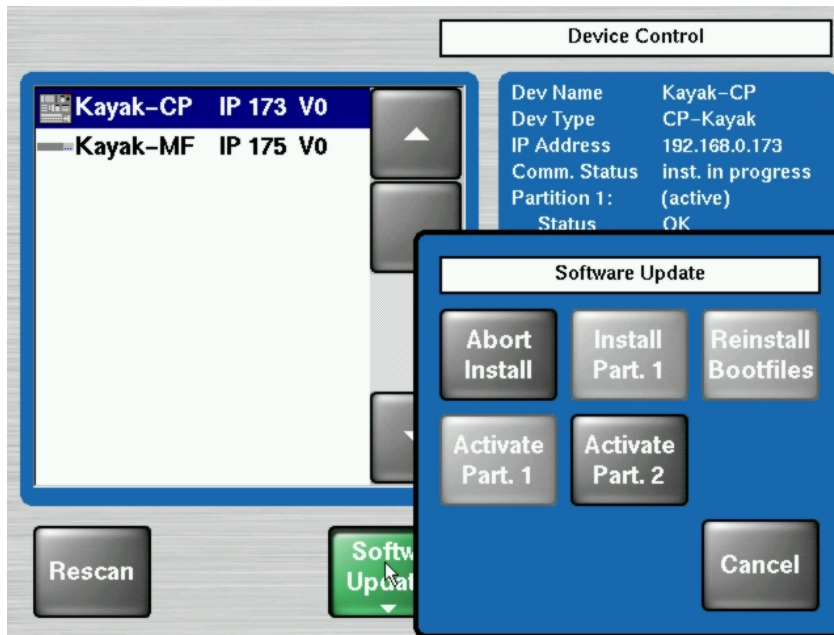 Device Control
Kayak-CP IP 173 V0
Kayak-MF IP 175 V0
Dev Name Kayak-CP
Dev Type CP-Kayak
IP Address 192.168.0.173
Comm. Status inst. in progress
Partition 1: (active)
Status OK
Software Update
Abort
Install
Install
Part. 1
Reinstall
Bootfiles
Activate
Part. 1
Activate
Part. 2
Rescan
Cancel